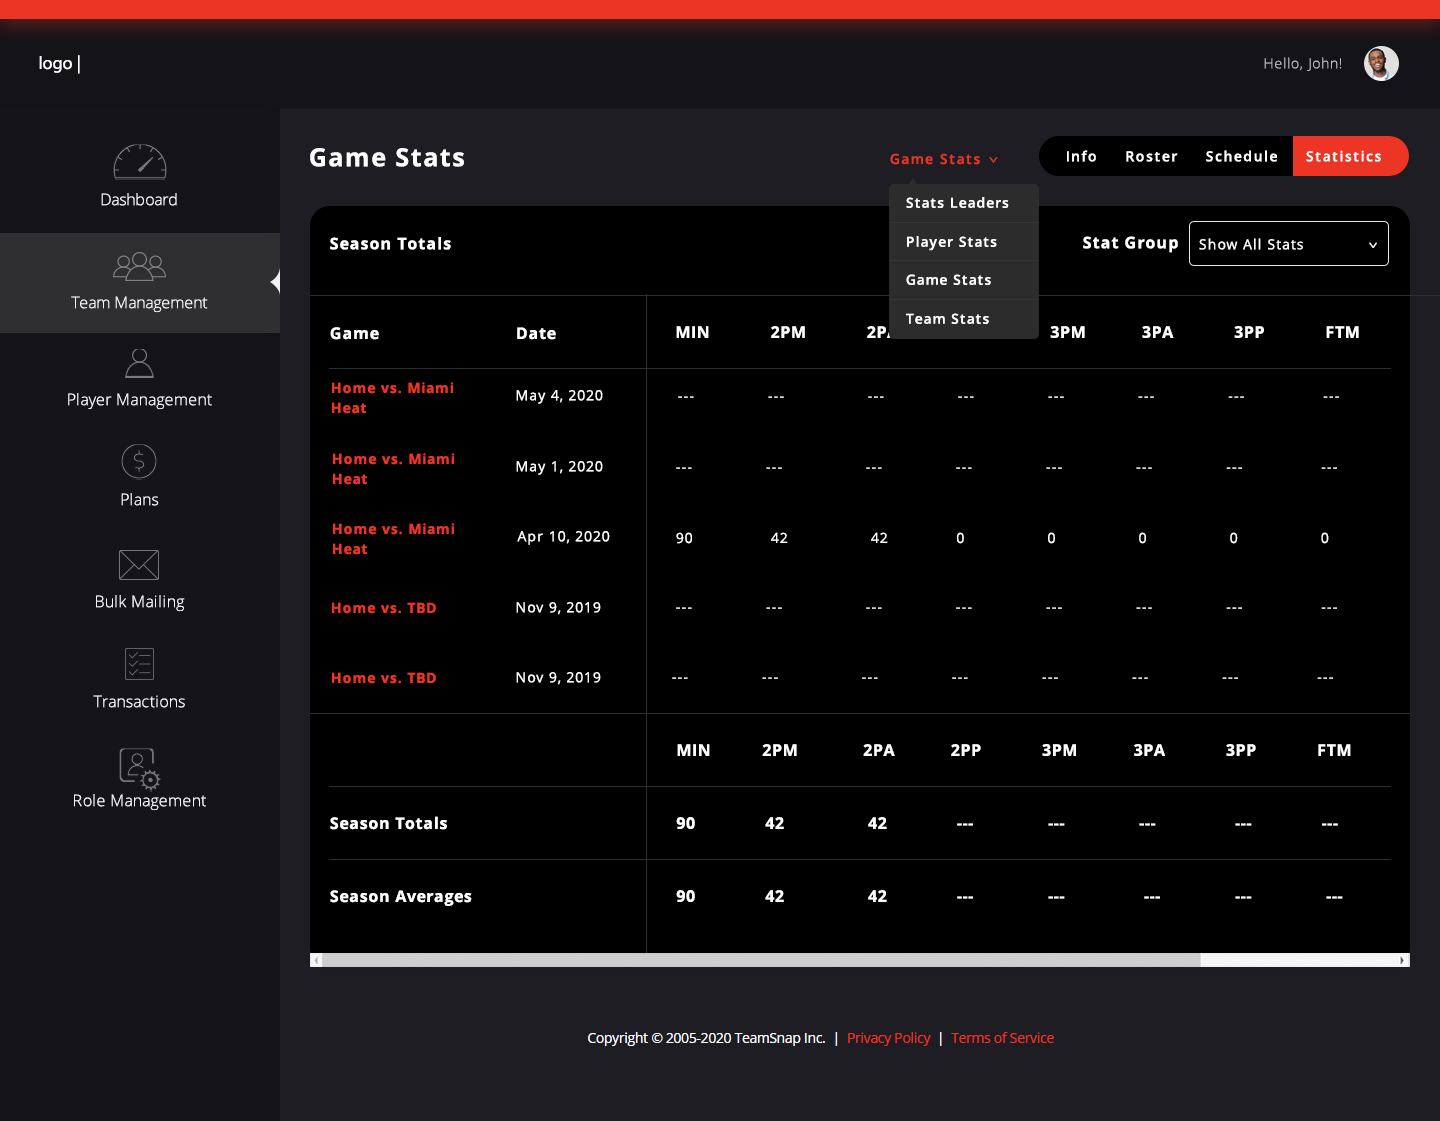 logo |
Hello, John!
Dashboard
Team Management
Player Management
Plans
Bulk Mailing
Transactions
Role Management
Game Stats
Game Stats
Info Roster Schedule Statistics
Stats Leaders
Player Stats
Game Stats
Team Stats
Season Totals
Stat Group Show All Stats
Game Date MIN 2PM 2P 3PM 3PA 3PP FTM
Home vs. Miami
Heat
May 4, 2020 --- --- --- --- --- --- --- ---
Home vs. Miami
Heat
May 1, 2020 --- --- --- --- --- --- --- ---
Home vs. Miami
Heat
Apr 10, 2020 90 42 42 0 0 0 0 0
Home vs. TBD Nov 9, 2019 --- --- --- --- --- --- --- ---
Home vs. TBD Nov 9, 2019 --- --- --- --- --- --- --- ---
MIN 2PM 2PA 2PP 3PM 3PA 3PP FTM
Season Totals 90 42 42 --- --- --- --- ---
Season Averages 90 42 42 --- --- --- --- ---
Copyright © 2005-2020 TeamSnap Inc. | Privacy Policy | Terms of Service